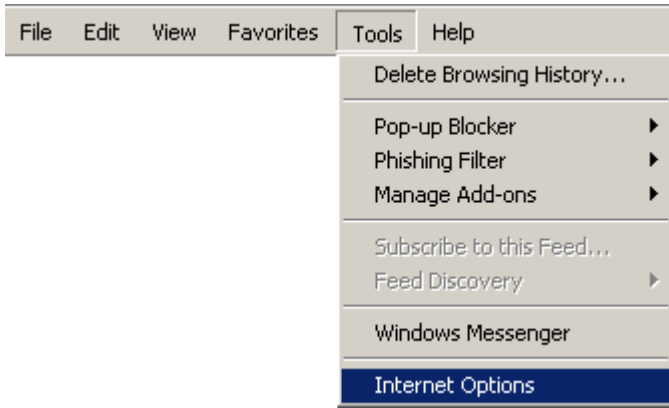 File Edit View Favorites Tools Help
Delete Browsing History...
Pop-up Blocker
Phishing Filter
Manage Add-ons
Subscribe to this Feed...
Feed Discovery
Windows Messenger
Internet Options